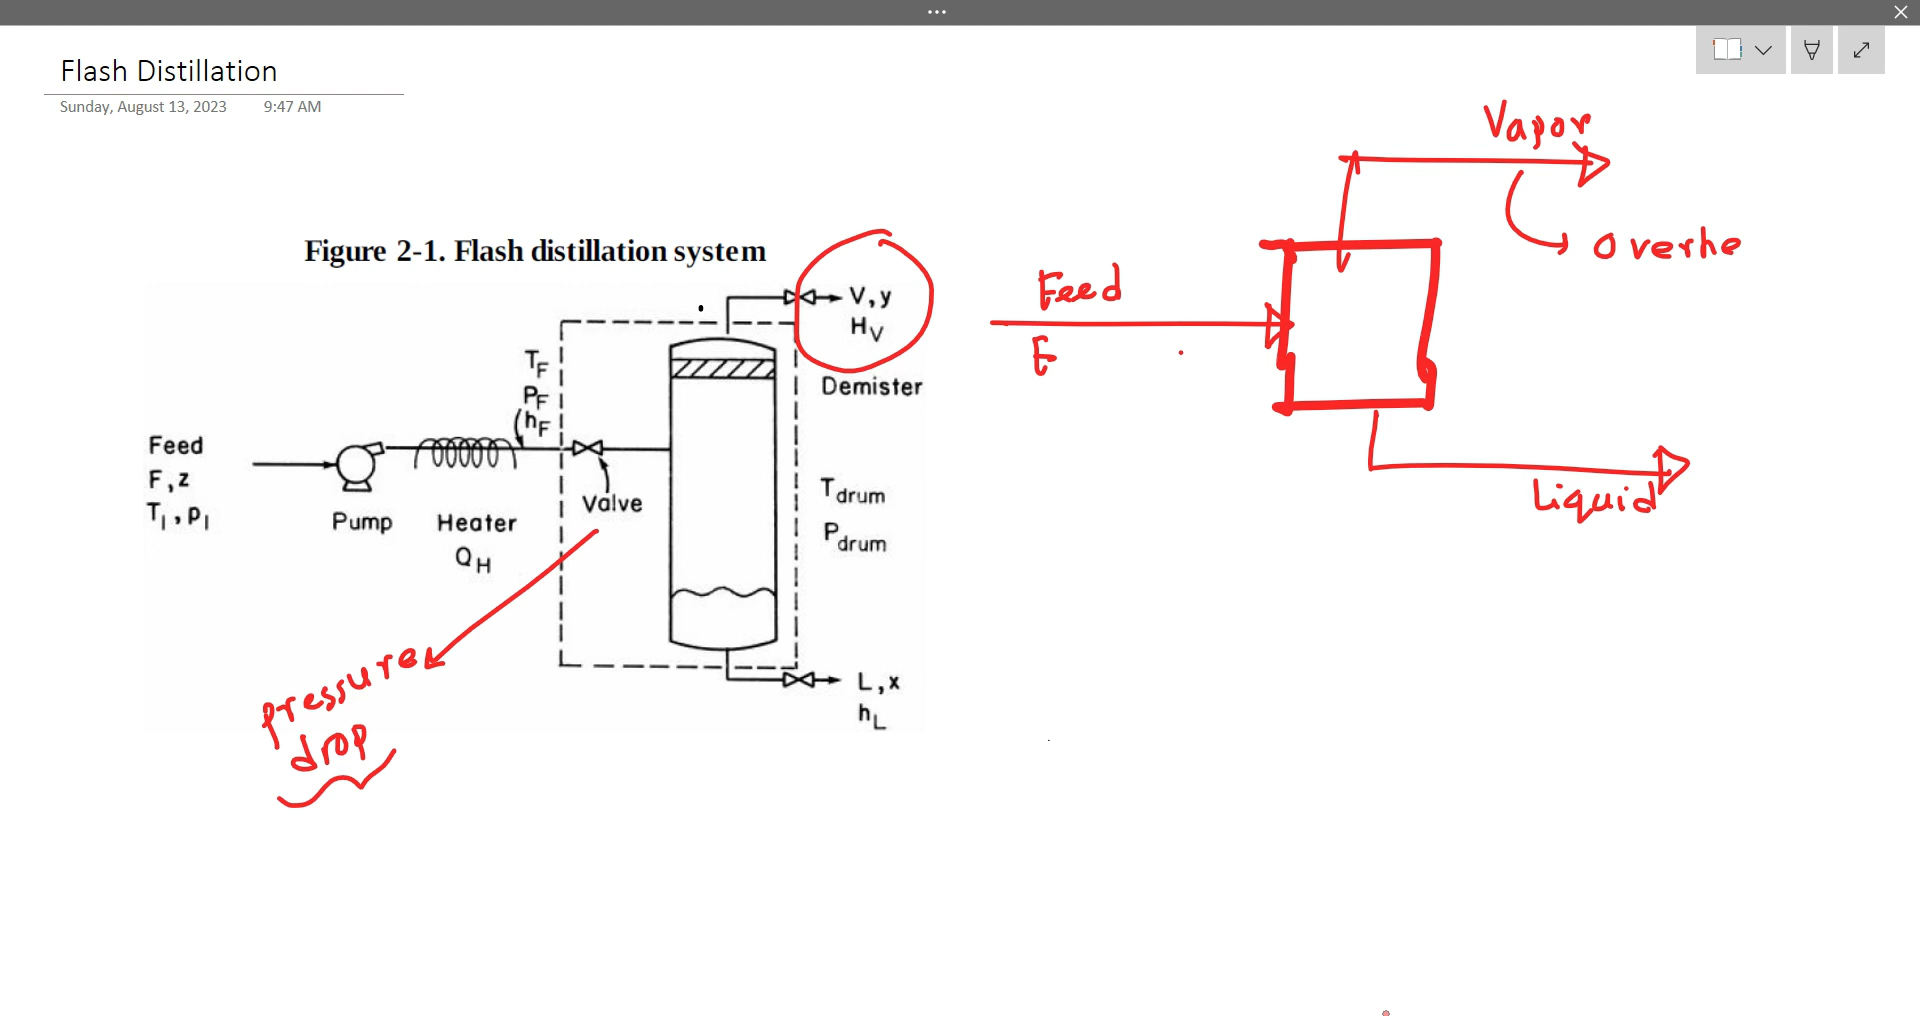 Flash Distillation
Sunday, August 13, 2023 9:47 AM
Figure 2-1. Flash distillation system
V,y
HV
Demister
TF
PF
hF
Feed
F,z
T1,P1
Pump
Heater
QH
Valve
Tdrum
Pdrum
L,x
hL
pressure
drop
Vapor
Overhe
Feed
F
Liquid